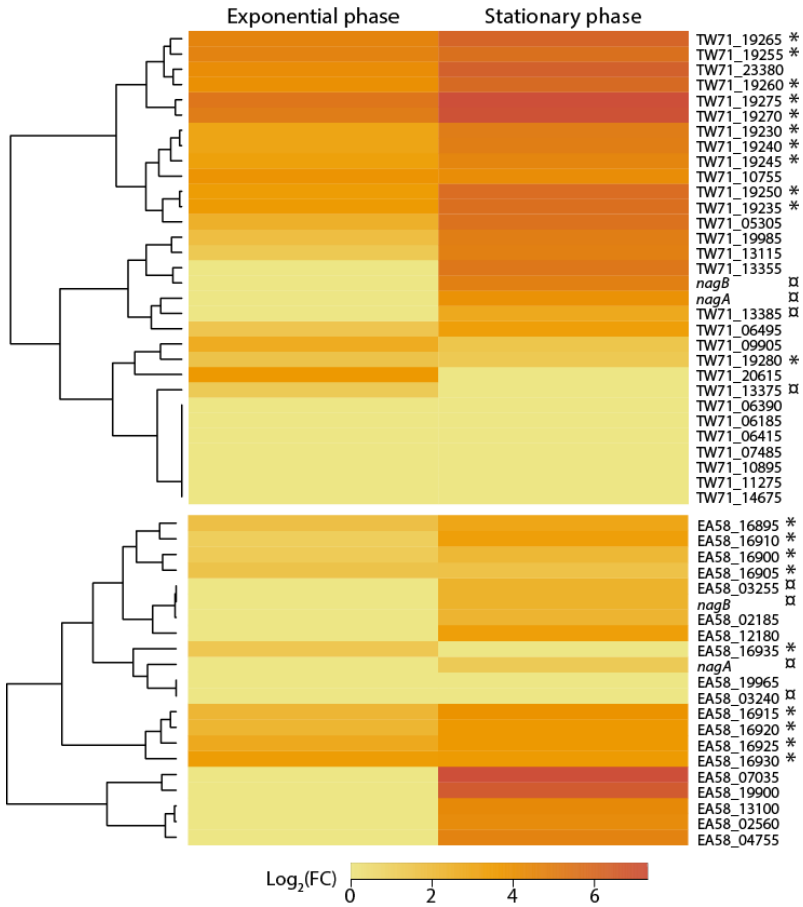 Exponential phase Stationary phase
TW71_19265 *
TW71_19255 *
TW71_23380
TW71_19260 *
TW71_19275 *
TW71_19270 *
TW71_19230 *
TW71_19240 *
TW71_19245 *
TW71_10755
TW71_19250 *
TW71_19235 *
TW71_05305
TW71_19985
TW71_13115
TW71_13355
nagB ¤
nagA ¤
TW71_13385 ¤
TW71_06495
TW71_09905
TW71_19280 *
TW71_20615
TW71_13375 ¤
TW71_06390
TW71_06185
TW71_06415
TW71_07485
TW71_10895
TW71_11275
TW71_14675
EA58_16895 *
EA58_16910 *
EA58_16900 *
EA58_16905 *
EA58_03255 ¤
nagB ¤
EA58_02185
EA58_12180
EA58_16935 *
nagA ¤
EA58_19965
EA58_03240 ¤
EA58_16915 *
EA58_16920 *
EA58_16925 *
EA58_16930 *
EA58_07035
EA58_19900
EA58_13100
EA58_02560
EA58_04755
Log₂(FC)
0 2 4 6